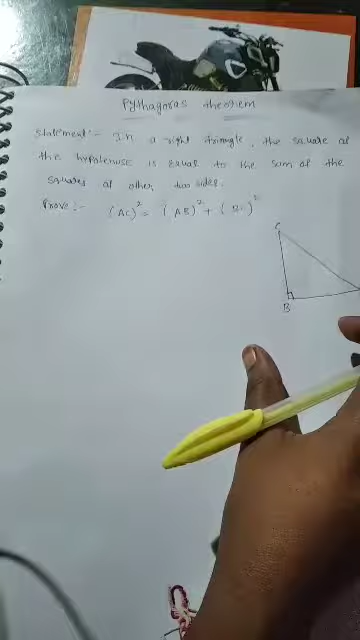 Pythagoras theorem
Statement:- In a right triangle, the square of
the hypotenuse is equal to the sum of the
squares of other two sides.
Prove:- (AC)² = (AB)² + (BC)²
C
B